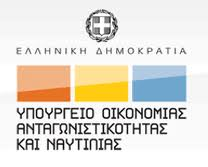 ΕΛΛΗΝΙΚΗ ΔΗΜΟΚΡΑΤΙΑ
ΥΠΟΥΡΓΕΙΟ ΟΙΚΟΝΟΜΙΑΣ
ΑΝΤΑΓΩΝΙΣΤΙΚΟΤΗΤΑΣ
ΚΑΙ ΝΑΥΤΙΛΙΑΣ